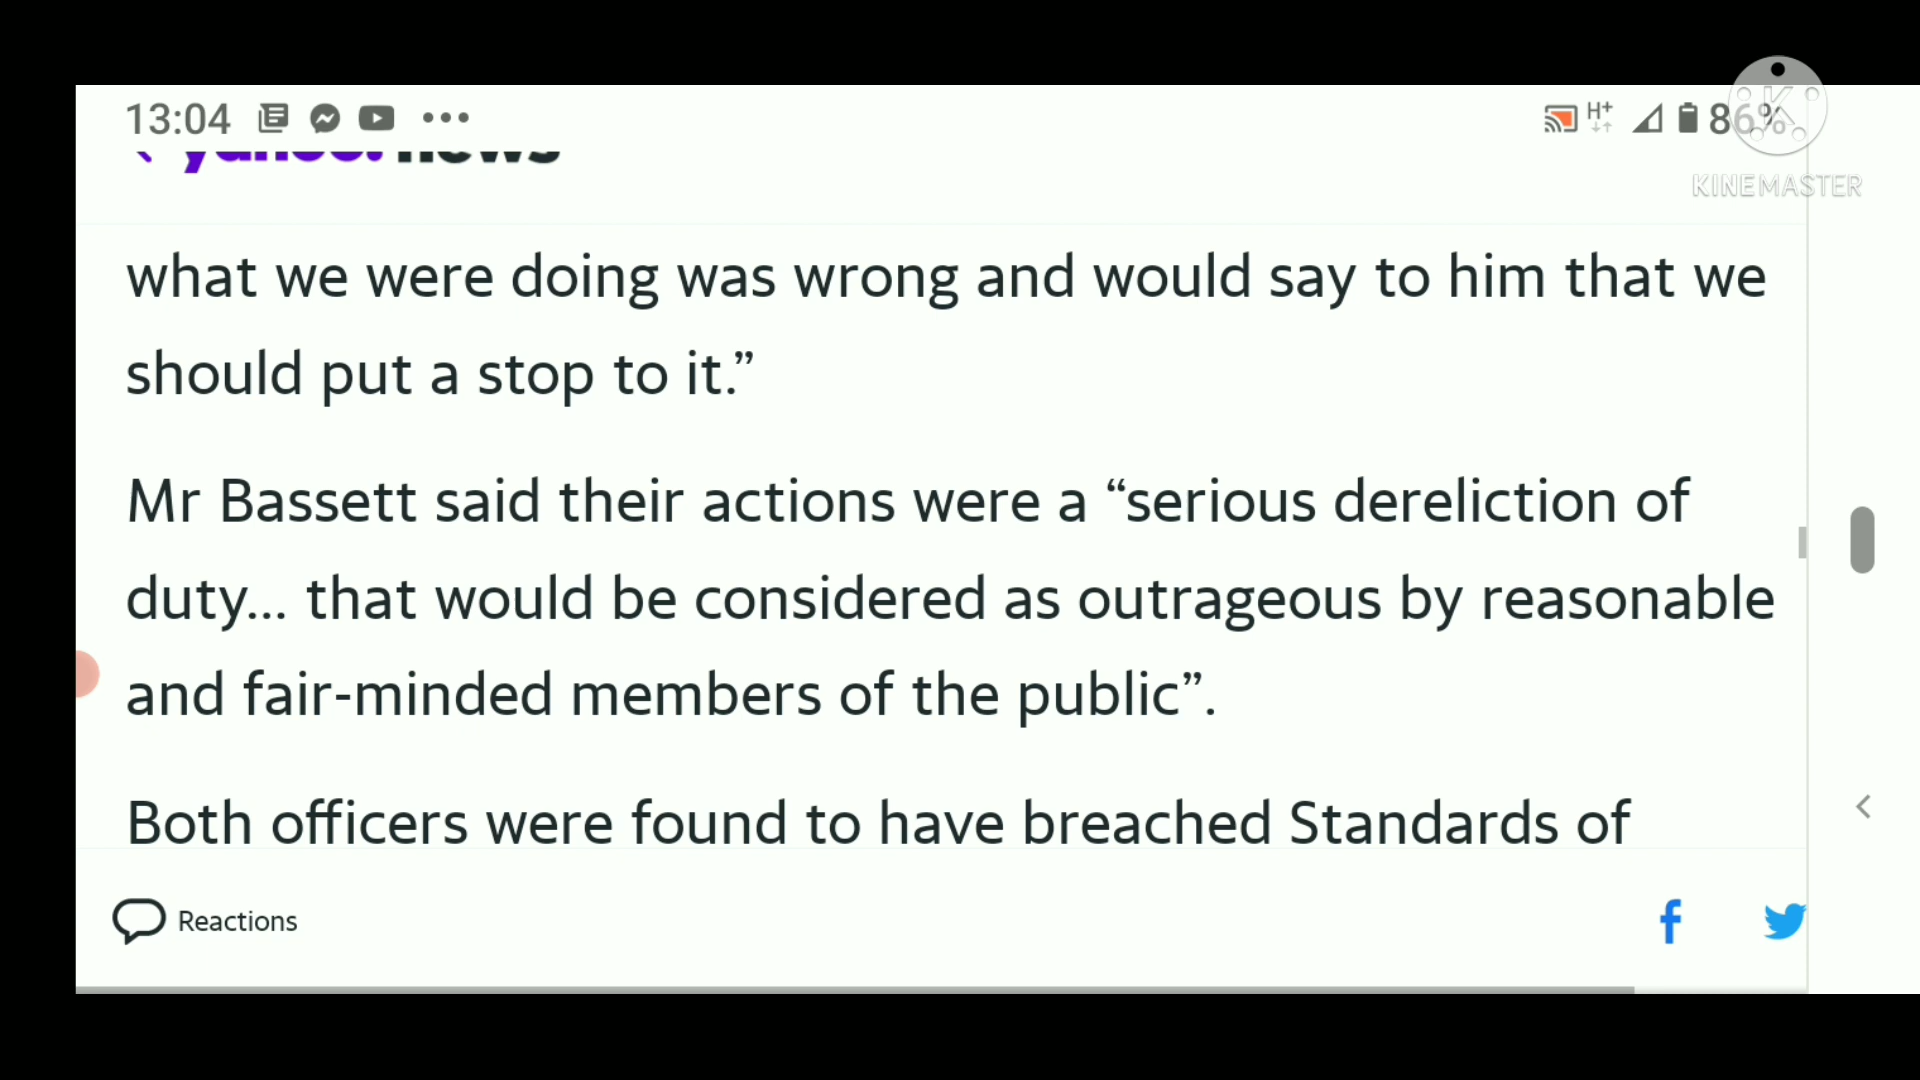 13:04
H+
86%
KINEMASTER
yahoo! news
what we were doing was wrong and would say to him that we
should put a stop to it.”
Mr Bassett said their actions were a “serious dereliction of
duty... that would be considered as outrageous by reasonable
and fair-minded members of the public”.
Both officers were found to have breached Standards of
Reactions